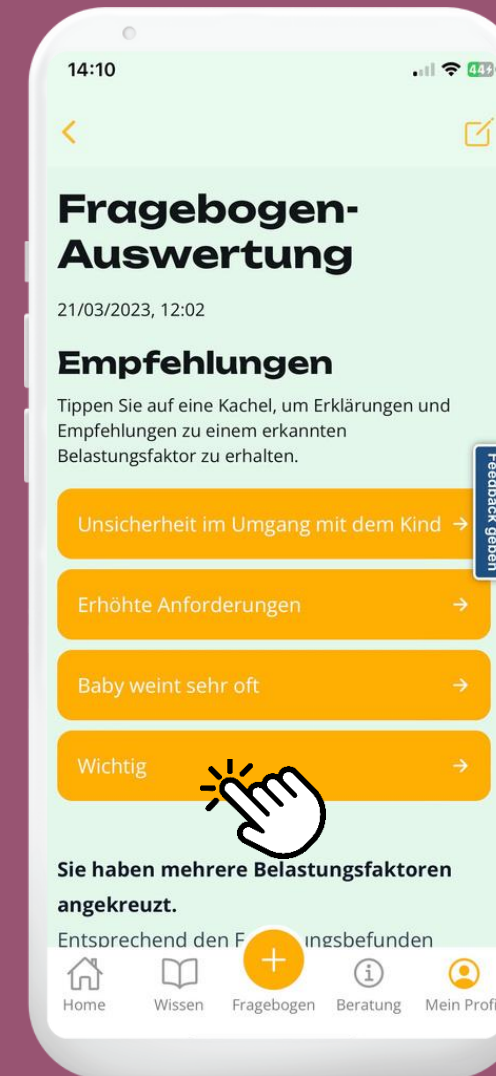 14:10
44
Fragebogen-
Auswertung
21/03/2023, 12:02
Empfehlungen
Tippen Sie auf eine Kachel, um Erklärungen und
Empfehlungen zu einem erkannten
Belastungsfaktor zu erhalten.
Feedback geben
Unsicherheit im Umgang mit dem Kind →
Erhöhte Anforderungen →
Baby weint sehr oft →
Wichtig →
Sie haben mehrere Belastungsfaktoren
angekreuzt.
Entsprechend den
Home Wissen Fragebogen Beratung Mein